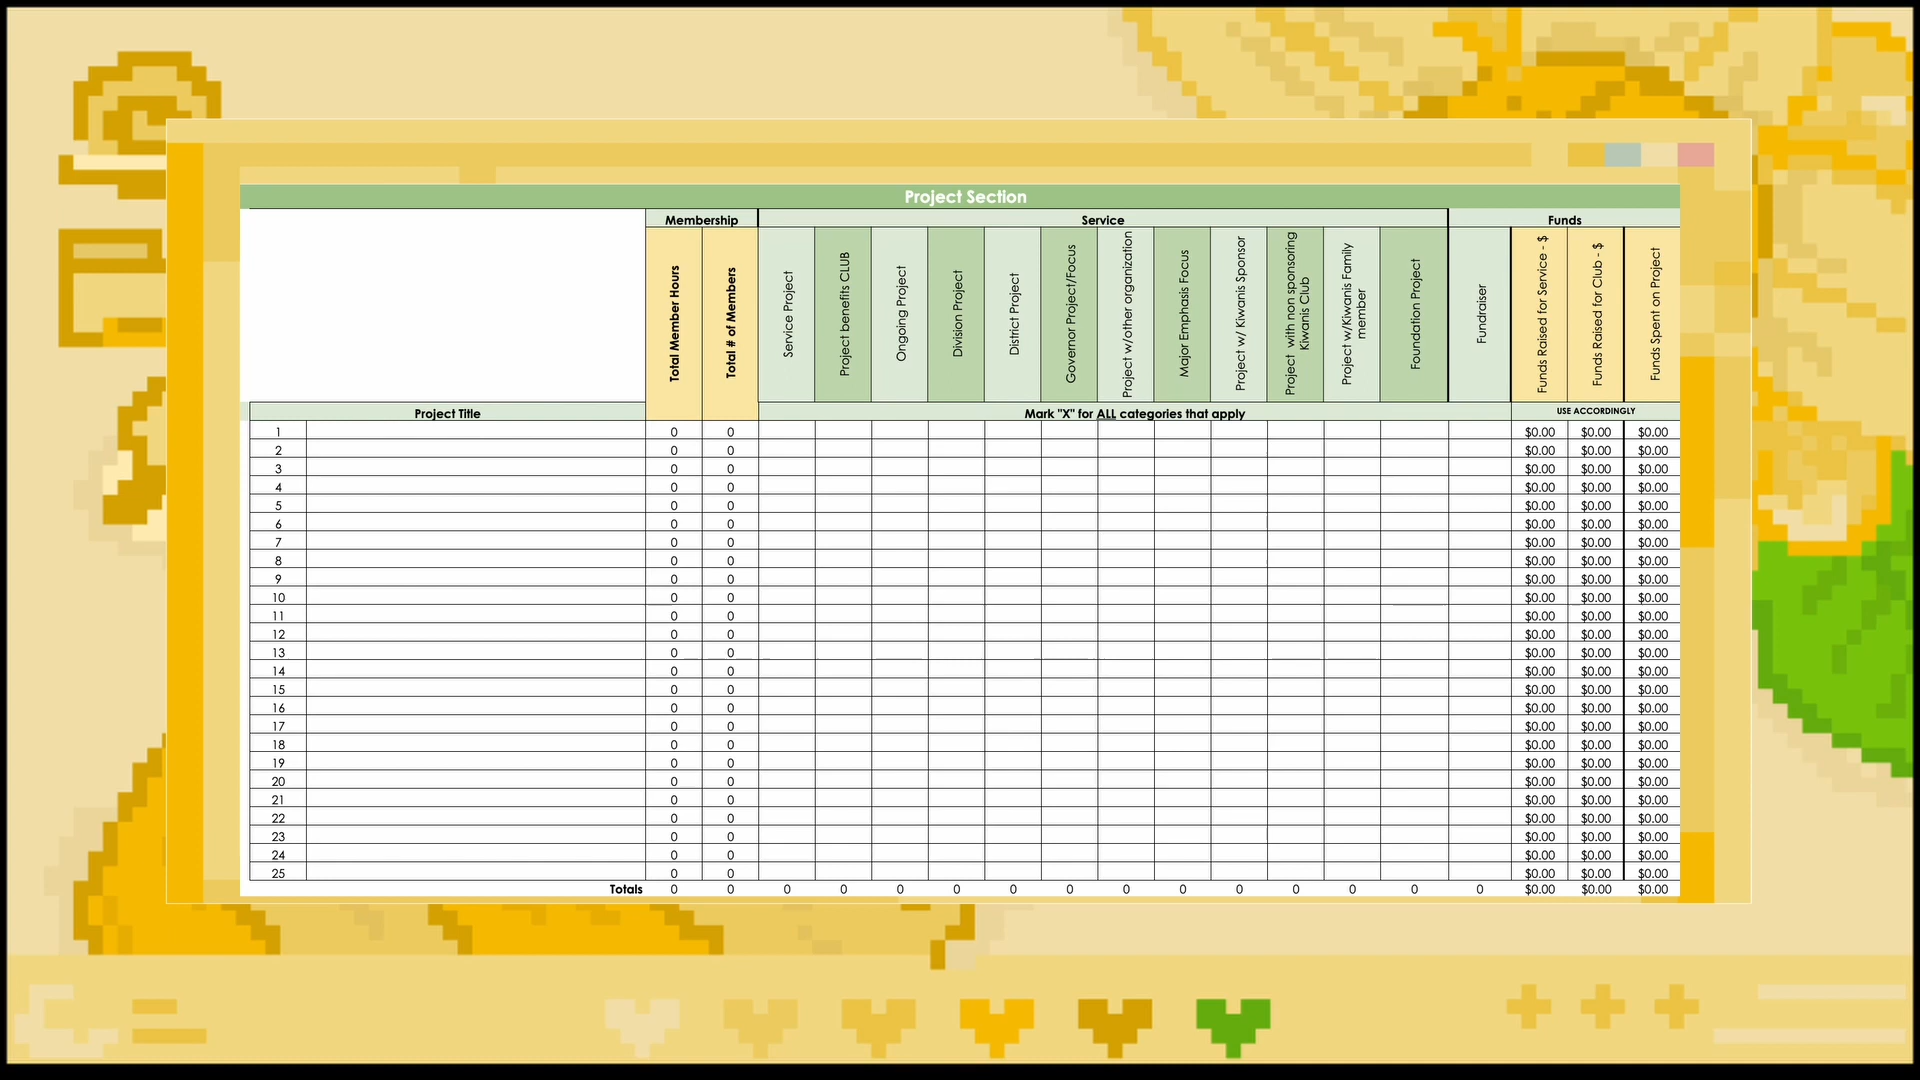 Project Section
Membership Service Funds
Total Member Hours
Total # of Members
Service Project
Project benefits CLUB
Ongoing Project
Division Project
District Project
Governor Project/Focus
Project w/other organization
Major Emphasis Focus
Project w/ Kiwanis Sponsor
Project with non sponsoring
Kiwanis Club
Project w/Kiwanis Family
member
Foundation Project
Fundraiser
Funds Raised for Service - $
Funds Raised for Club - $
Funds Spent on Project
Project Title Mark "X" for ALL categories that apply USE ACCORDINGLY
1 0 0 $0.00 $0.00 $0.00
2 0 0 $0.00 $0.00 $0.00
3 0 0 $0.00 $0.00 $0.00
4 0 0 $0.00 $0.00 $0.00
5 0 0 $0.00 $0.00 $0.00
6 0 0 $0.00 $0.00 $0.00
7 0 0 $0.00 $0.00 $0.00
8 0 0 $0.00 $0.00 $0.00
9 0 0 $0.00 $0.00 $0.00
10 0 0 $0.00 $0.00 $0.00
11 0 0 $0.00 $0.00 $0.00
12 0 0 $0.00 $0.00 $0.00
13 0 0 $0.00 $0.00 $0.00
14 0 0 $0.00 $0.00 $0.00
15 0 0 $0.00 $0.00 $0.00
16 0 0 $0.00 $0.00 $0.00
17 0 0 $0.00 $0.00 $0.00
18 0 0 $0.00 $0.00 $0.00
19 0 0 $0.00 $0.00 $0.00
20 0 0 $0.00 $0.00 $0.00
21 0 0 $0.00 $0.00 $0.00
22 0 0 $0.00 $0.00 $0.00
23 0 0 $0.00 $0.00 $0.00
24 0 0 $0.00 $0.00 $0.00
25 0 0 $0.00 $0.00 $0.00
Totals 0 0 0 0 0 0 0 0 0 0 0 0 0 0 0 $0.00 $0.00 $0.00